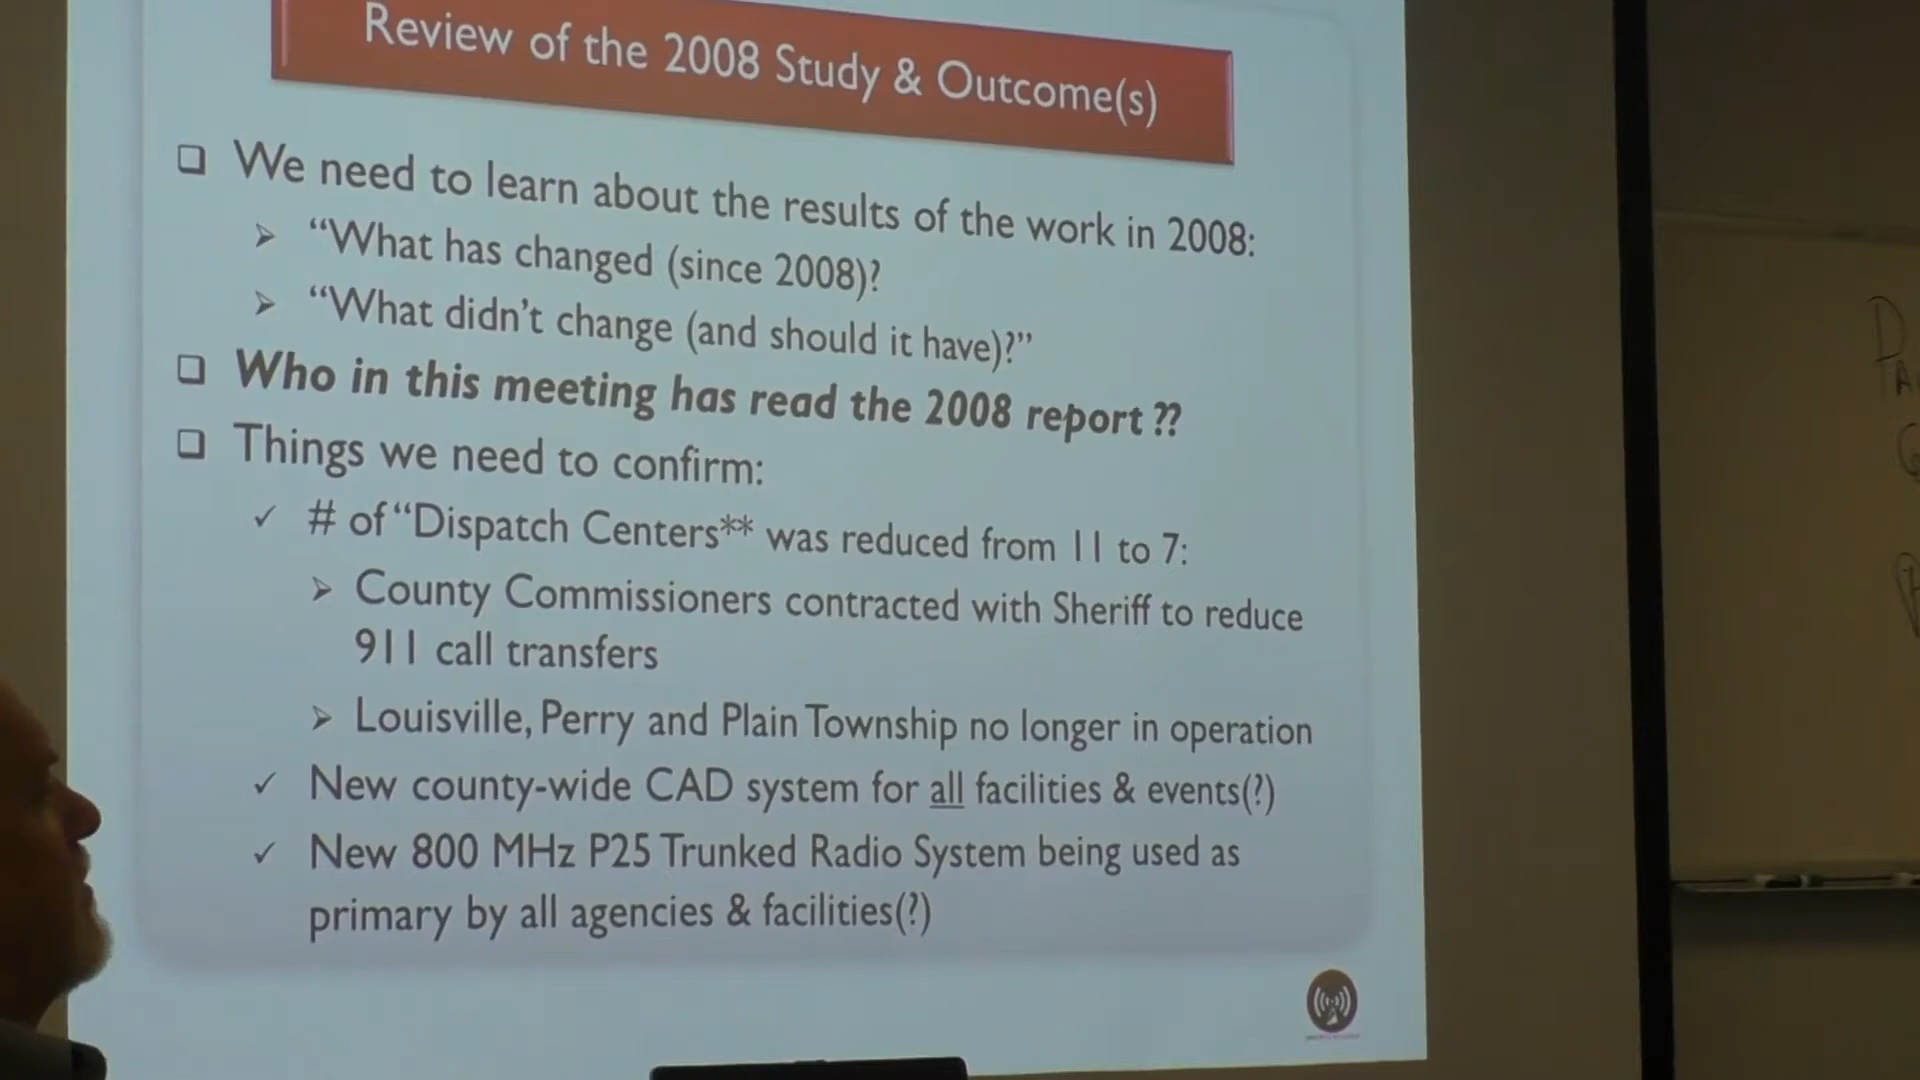 Review of the 2008 Study & Outcome(s)
❑ We need to learn about the results of the work in 2008:
➢ “What has changed (since 2008)?
➢ “What didn’t change (and should it have)?”
❑ Who in this meeting has read the 2008 report ??
❑ Things we need to confirm:
✓ # of “Dispatch Centers** was reduced from 11 to 7:
➢ County Commissioners contracted with Sheriff to reduce
911 call transfers
➢ Louisville, Perry and Plain Township no longer in operation
✓ New county-wide CAD system for all facilities & events(?)
✓ New 800 MHz P25 Trunked Radio System being used as
primary by all agencies & facilities(?)